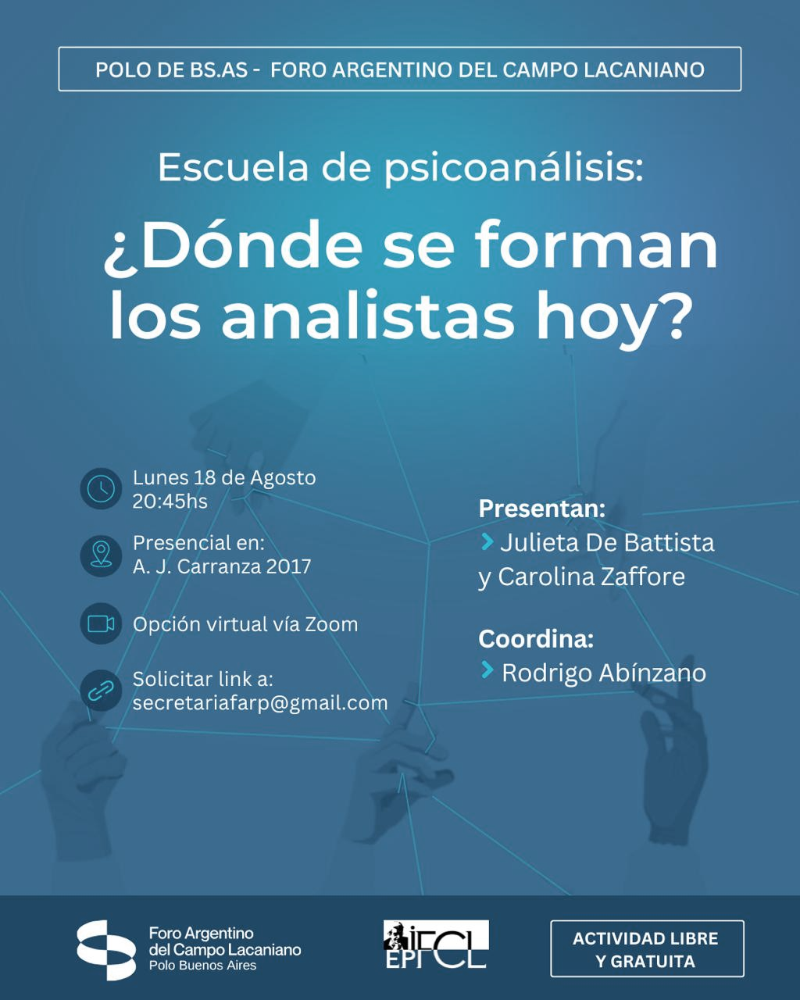 POLO DE BS.AS - FORO ARGENTINO DEL CAMPO LACANIANO
Escuela de psicoanálisis:
¿Dónde se forman
los analistas hoy?
Lunes 18 de Agosto
20:45hs
Presencial en:
A. J. Carranza 2017
Opción virtual vía Zoom
Solicitar link a:
secretariafarp@gmail.com
Presentan:
Julieta De Battista
y Carolina Zaffore
Coordina:
Rodrigo Abínzano
Foro Argentino
del Campo Lacaniano
Polo Buenos Aires
iFCL
EPFCL
ACTIVIDAD LIBRE
Y GRATUITA